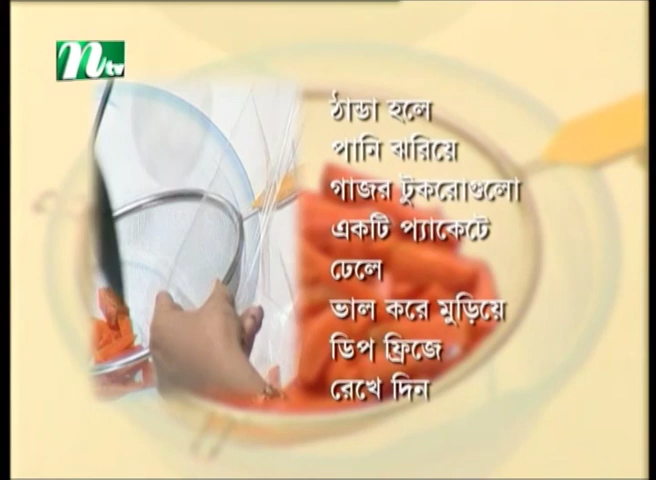 ntv
ঠান্ডা হলে
পানি ঝরিয়ে
গাজর টুকরোগুলো
একটি প্যাকেটে
ঢেলে
ভাল করে মুড়িয়ে
ডিপ ফ্রিজে
রেখে দিন